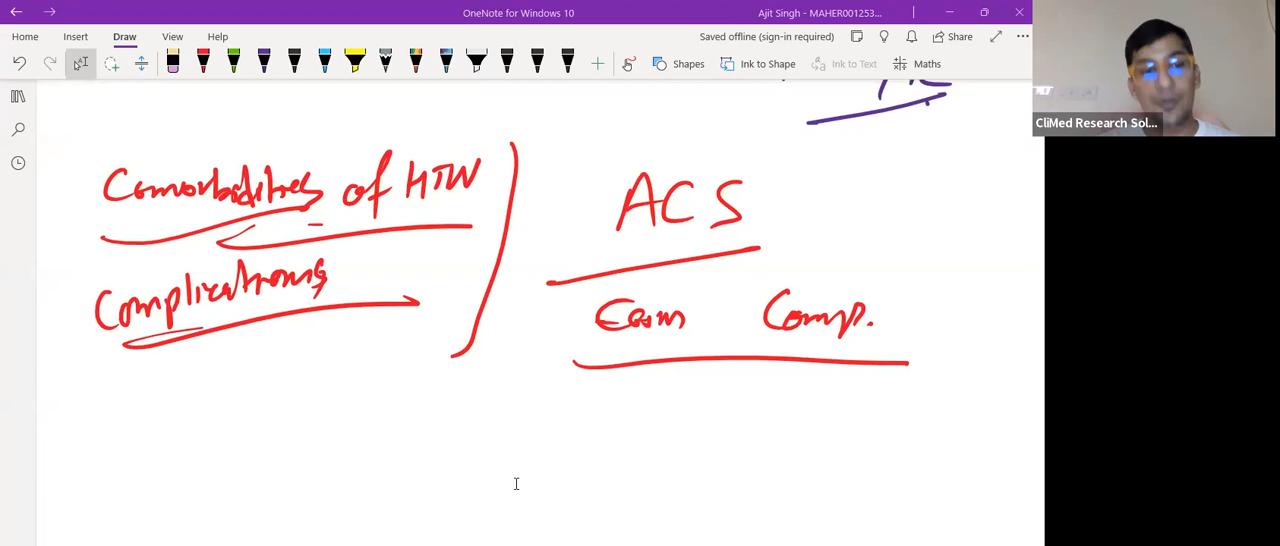 OneNote for Windows 10
Ajit Singh - MAHER001253...
Home Insert Draw View Help
Saved offline (sign-in required) Share
Shapes Ink to Shape Ink to Text Maths
CliMed Research Sol...
Comorbidities of HTN
Complications
ACS
Comp.